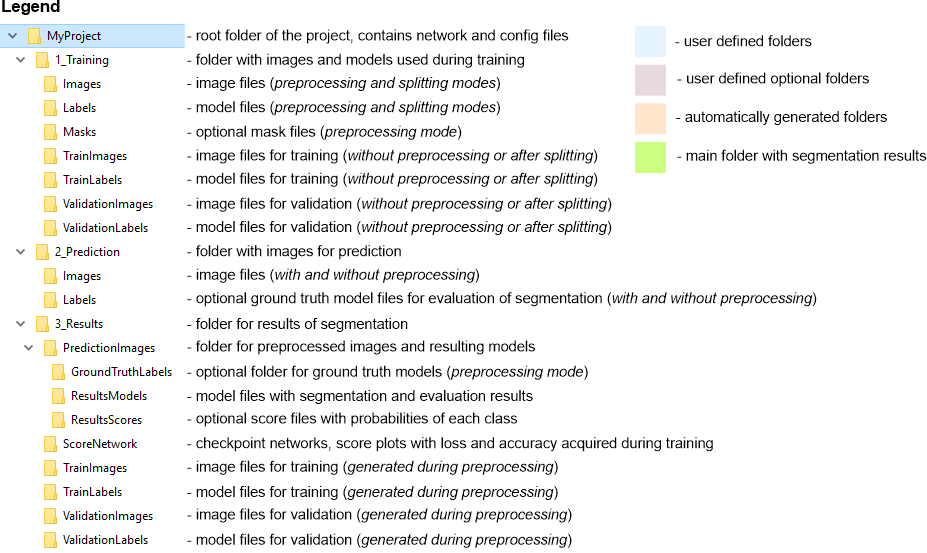 Legend
MyProject - root folder of the project, contains network and config files
1_Training - folder with images and models used during training
Images - image files (preprocessing and splitting modes)
Labels - model files (preprocessing and splitting modes)
Masks - optional mask files (preprocessing mode)
TrainImages - image files for training (without preprocessing or after splitting)
TrainLabels - model files for training (without preprocessing or after splitting)
ValidationImages - image files for validation (without preprocessing or after splitting)
ValidationLabels - model files for validation (without preprocessing or after splitting)
2_Prediction - folder with images for prediction
Images - image files (with and without preprocessing)
Labels - optional ground truth model files for evaluation of segmentation (with and without preprocessing)
3_Results - folder for results of segmentation
PredictionImages - folder for preprocessed images and resulting models
GroundTruthLabels - optional folder for ground truth models (preprocessing mode)
ResultsModels - model files with segmentation and evaluation results
ResultsScores - optional score files with probabilities of each class
ScoreNetwork - checkpoint networks, score plots with loss and accuracy acquired during training
TrainImages - image files for training (generated during preprocessing)
TrainLabels - model files for training (generated during preprocessing)
ValidationImages - image files for validation (generated during preprocessing)
ValidationLabels - model files for validation (generated during preprocessing)
- user defined folders
- user defined optional folders
- automatically generated folders
- main folder with segmentation results